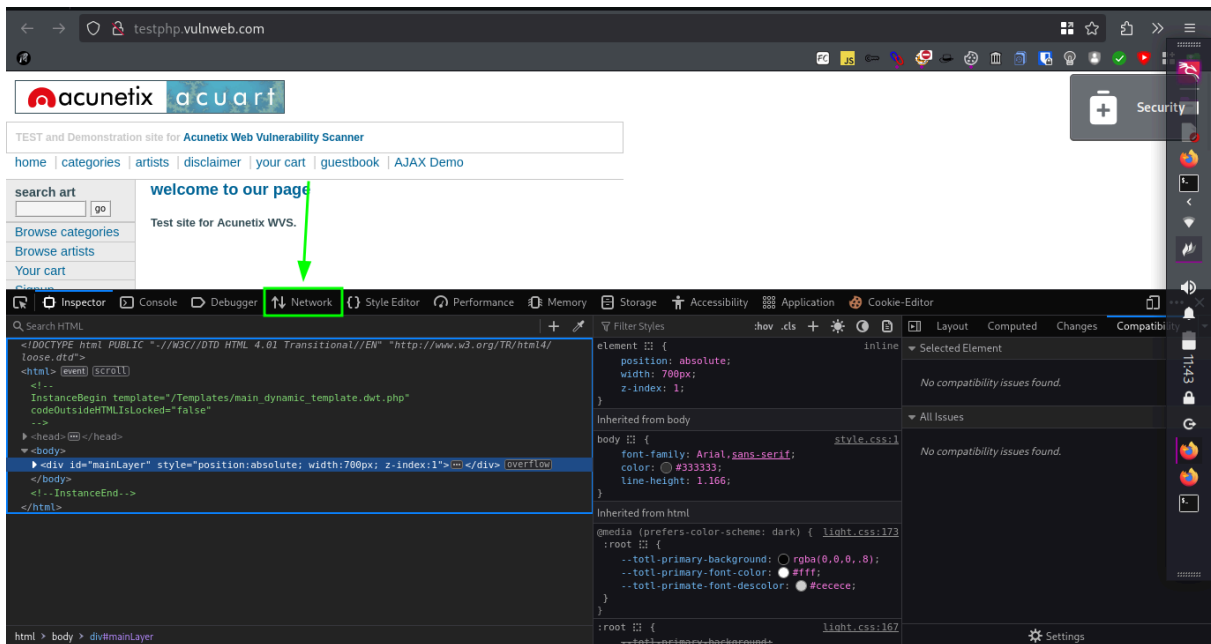 testphp.vulnweb.com
FC JS
acunetix acuart
Security
TEST and Demonstration site for Acunetix Web Vulnerability Scanner
home | categories | artists | disclaimer | your cart | guestbook | AJAX Demo
search art
go
welcome to our page
Test site for Acunetix WVS.
Browse categories
Browse artists
Your cart
Signup
Inspector Console Debugger Network Style Editor Performance Memory Storage Accessibility Application Cookie-Editor
Search HTML
<!DOCTYPE html PUBLIC "-//W3C//DTD HTML 4.01 Transitional//EN" "http://www.w3.org/TR/html4/
loose.dtd">
<html> event scroll
<!--
InstanceBegin template="/Templates/main_dynamic_template.dwt.php"
codeOutsideHTMLIsLocked="false"
-->
<head> </head>
<body>
<div id="mainLayer" style="position:absolute; width:700px; z-index:1"> </div> overflow
</body>
<!--InstanceEnd-->
</html>
html > body > div#mainLayer
Filter Styles :hov .cls +
element { inline
position: absolute;
width: 700px;
z-index: 1;
}
Inherited from body
body { style.css:1
font-family: Arial,sans-serif;
color: #333333;
line-height: 1.166;
}
Inherited from html
@media (prefers-color-scheme: dark) { light.css:173
:root {
--totl-primary-background: rgba(0,0,0,.8);
--totl-primary-font-color: #fff;
--totl-primate-font-descolor: #cecece;
}
}
:root { light.css:167
--totl-primary-background:
Layout Computed Changes Compatibility
Selected Element
No compatibility issues found.
All Issues
No compatibility issues found.
Settings
11:43